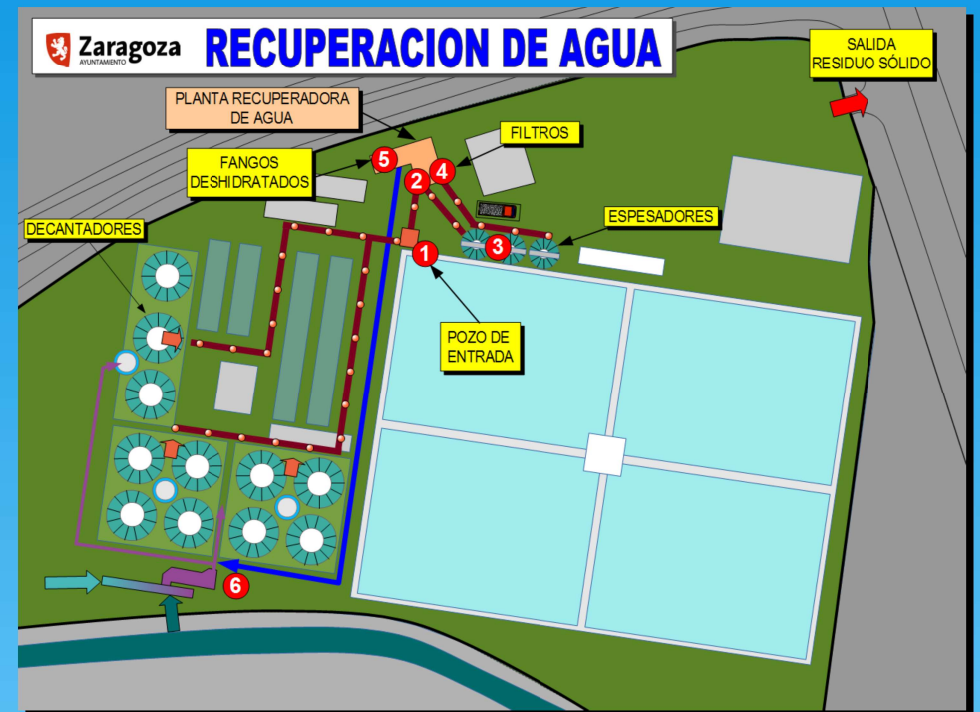 Zaragoza
AYUNTAMIENTO
RECUPERACION DE AGUA
SALIDA
RESIDUO SÓLIDO
PLANTA RECUPERADORA
DE AGUA
FILTROS
FANGOS
DESHIDRATADOS
5
4
2
ESPESADORES
DECANTADORES
3
1
POZO DE
ENTRADA
6